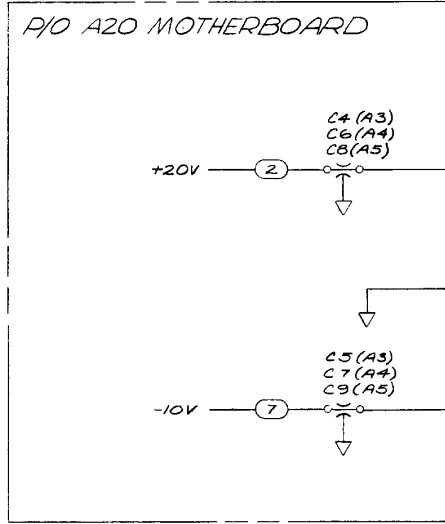 P/O A20 MOTHERBOARD
C4 (A3)
C6 (A4)
C8 (A5)
+20V
2
C5 (A3)
C7 (A4)
C9 (A5)
-10V
7